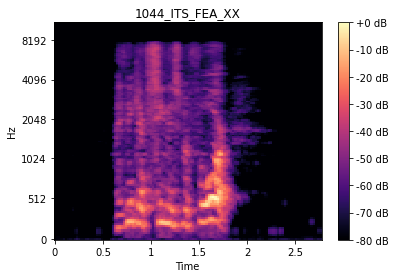 1044_ITS_FEA_XX
+0 dB
8192
+10 dB
4096
-20 dB
-30 dB
2048
Hz
-40 dB
1024
-50 dB
512
-60 dB
-70 dB
0
-80 dB
0 0.5 1 1.5 2 2.5
Time